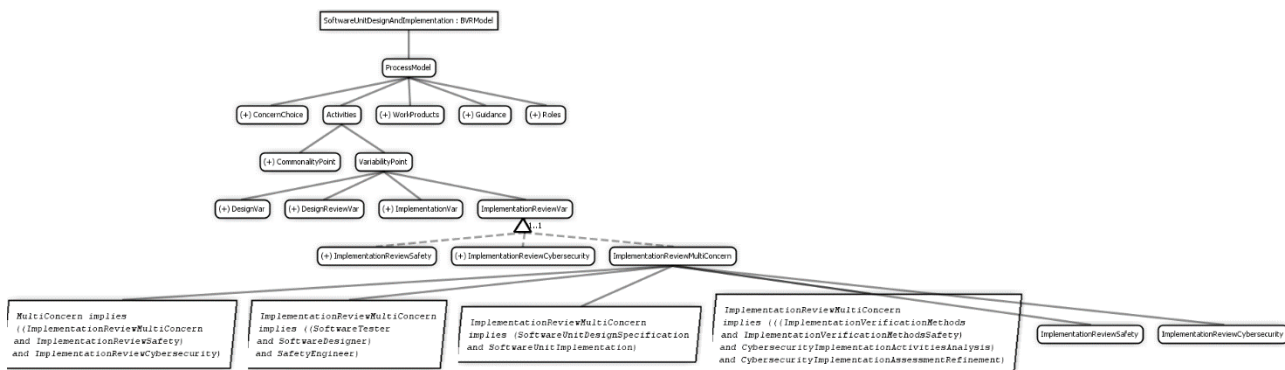 SoftwareUnitDesignAndImplementation : BVRModel
ProcessModel
(+) ConcernChoice
Activities
(+) WorkProducts
(+) Guidance
(+) Roles
(+) CommonalityPoint
VariabilityPoint
(+) DesignVar
(+) DesignReviewVar
(+) ImplementationVar
ImplementationReviewVar
1..1
(+) ImplementationReviewSafety
(+) ImplementationReviewCybersecurity
ImplementationReviewMultiConcern
MultiConcern implies
((ImplementationReviewMultiConcern
and ImplementationReviewSafety)
and ImplementationReviewCybersecurity)
ImplementationReviewMultiConcern
implies ((SoftwareTester
and SoftwareDesigner)
and SafetyEngineer)
ImplementationReviewMultiConcern
implies (SoftwareUnitDesignSpecification
and SoftwareUnitImplementation)
ImplementationReviewMultiConcern
implies (((ImplementationVerificationMethods
and ImplementationVerificationMethodsSafety)
and CybersecurityImplementationActivitiesAnalysis)
and CybersecurityImplementationAssessmentRefinement)
ImplementationReviewSafety
ImplementationReviewCybersecurity